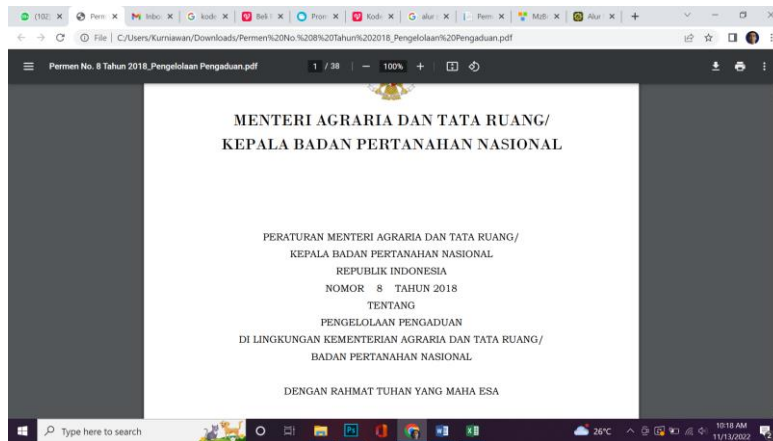 (102)
Perm
M Inbo
G kode
Beli
Pron
Kode
G alur
Perm
MzB
Alur
File | C:/Users/Kurniawan/Downloads/Permen%20No.%208%20Tahun%202018_Pengelolaan%20Pengaduan.pdf
Permen No. 8 Tahun 2018_Pengelolaan Pengaduan.pdf
1 / 38
100%
MENTERI AGRARIA DAN TATA RUANG/
KEPALA BADAN PERTANAHAN NASIONAL
PERATURAN MENTERI AGRARIA DAN TATA RUANG/
KEPALA BADAN PERTANAHAN NASIONAL
REPUBLIK INDONESIA
NOMOR 8 TAHUN 2018
TENTANG
PENGELOLAAN PENGADUAN
DI LINGKUNGAN KEMENTERIAN AGRARIA DAN TATA RUANG/
BADAN PERTANAHAN NASIONAL
DENGAN RAHMAT TUHAN YANG MAHA ESA
Type here to search
Ps
26°C
10:18 AM
11/13/2022